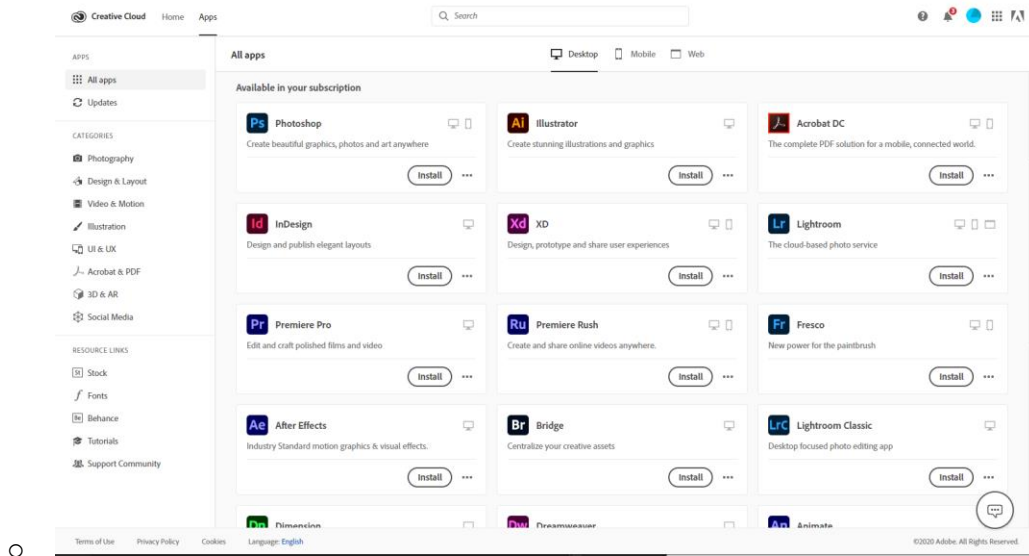 Creative Cloud Home Apps Search
APPS
All apps
Updates
CATEGORIES
Photography
Design & Layout
Video & Motion
Illustration
UI & UX
Acrobat & PDF
3D & AR
Social Media
RESOURCE LINKS
St Stock
Fonts
Be Behance
Tutorials
Support Community
All apps Desktop Mobile Web
Available in your subscription
Ps Photoshop
Create beautiful graphics, photos and art anywhere
Install
Ai Illustrator
Create stunning illustrations and graphics
Install
Acrobat DC
The complete PDF solution for a mobile, connected world.
Install
Id InDesign
Design and publish elegant layouts
Install
Xd XD
Design, prototype and share user experiences
Install
Lr Lightroom
The cloud-based photo service
Install
Pr Premiere Pro
Edit and craft polished films and video
Install
Ru Premiere Rush
Create and share online videos anywhere.
Install
Fr Fresco
New power for the paintbrush
Install
Ae After Effects
Industry Standard motion graphics & visual effects.
Install
Br Bridge
Centralize your creative assets
Install
LrC Lightroom Classic
Desktop focused photo editing app
Install
Dn Dimension
Dw Dreamweaver
An Animate
Terms of Use Privacy Policy Cookies Language: English ©2020 Adobe. All Rights Reserved.